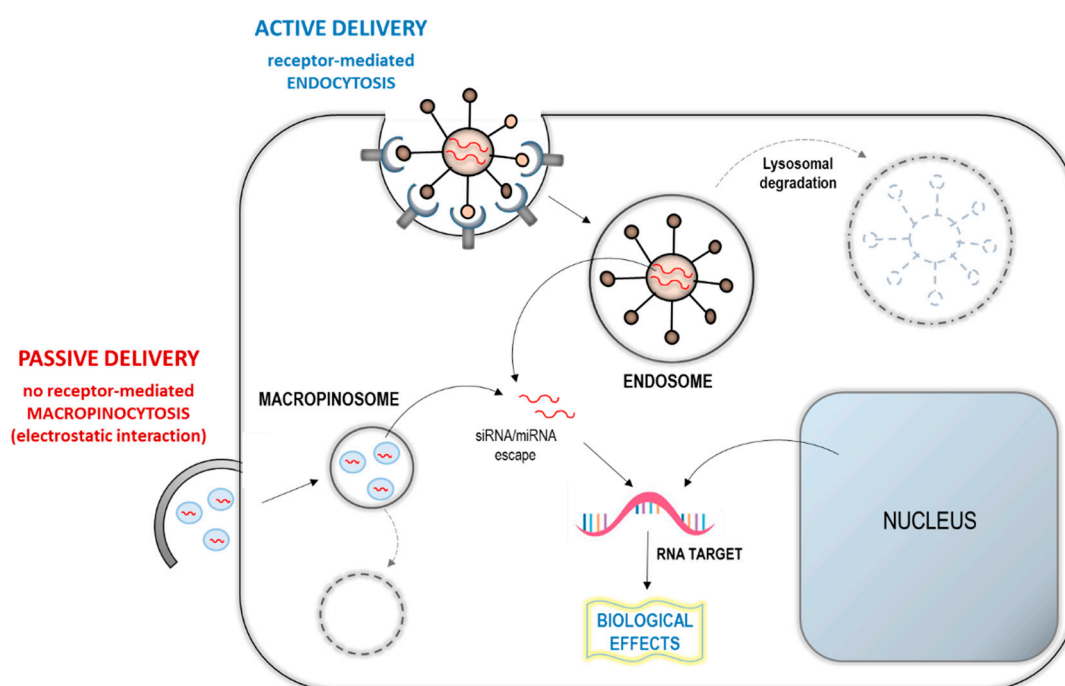 ACTIVE DELIVERY
receptor-mediated
ENDOCYTOSIS
Lysosomal
degradation
PASSIVE DELIVERY
no receptor-mediated
MACROPINOCYTOSIS
(electrostatic interaction)
MACROPINOSOME
ENDOSOME
siRNA/miRNA
escape
NUCLEUS
RNA TARGET
BIOLOGICAL
EFFECTS